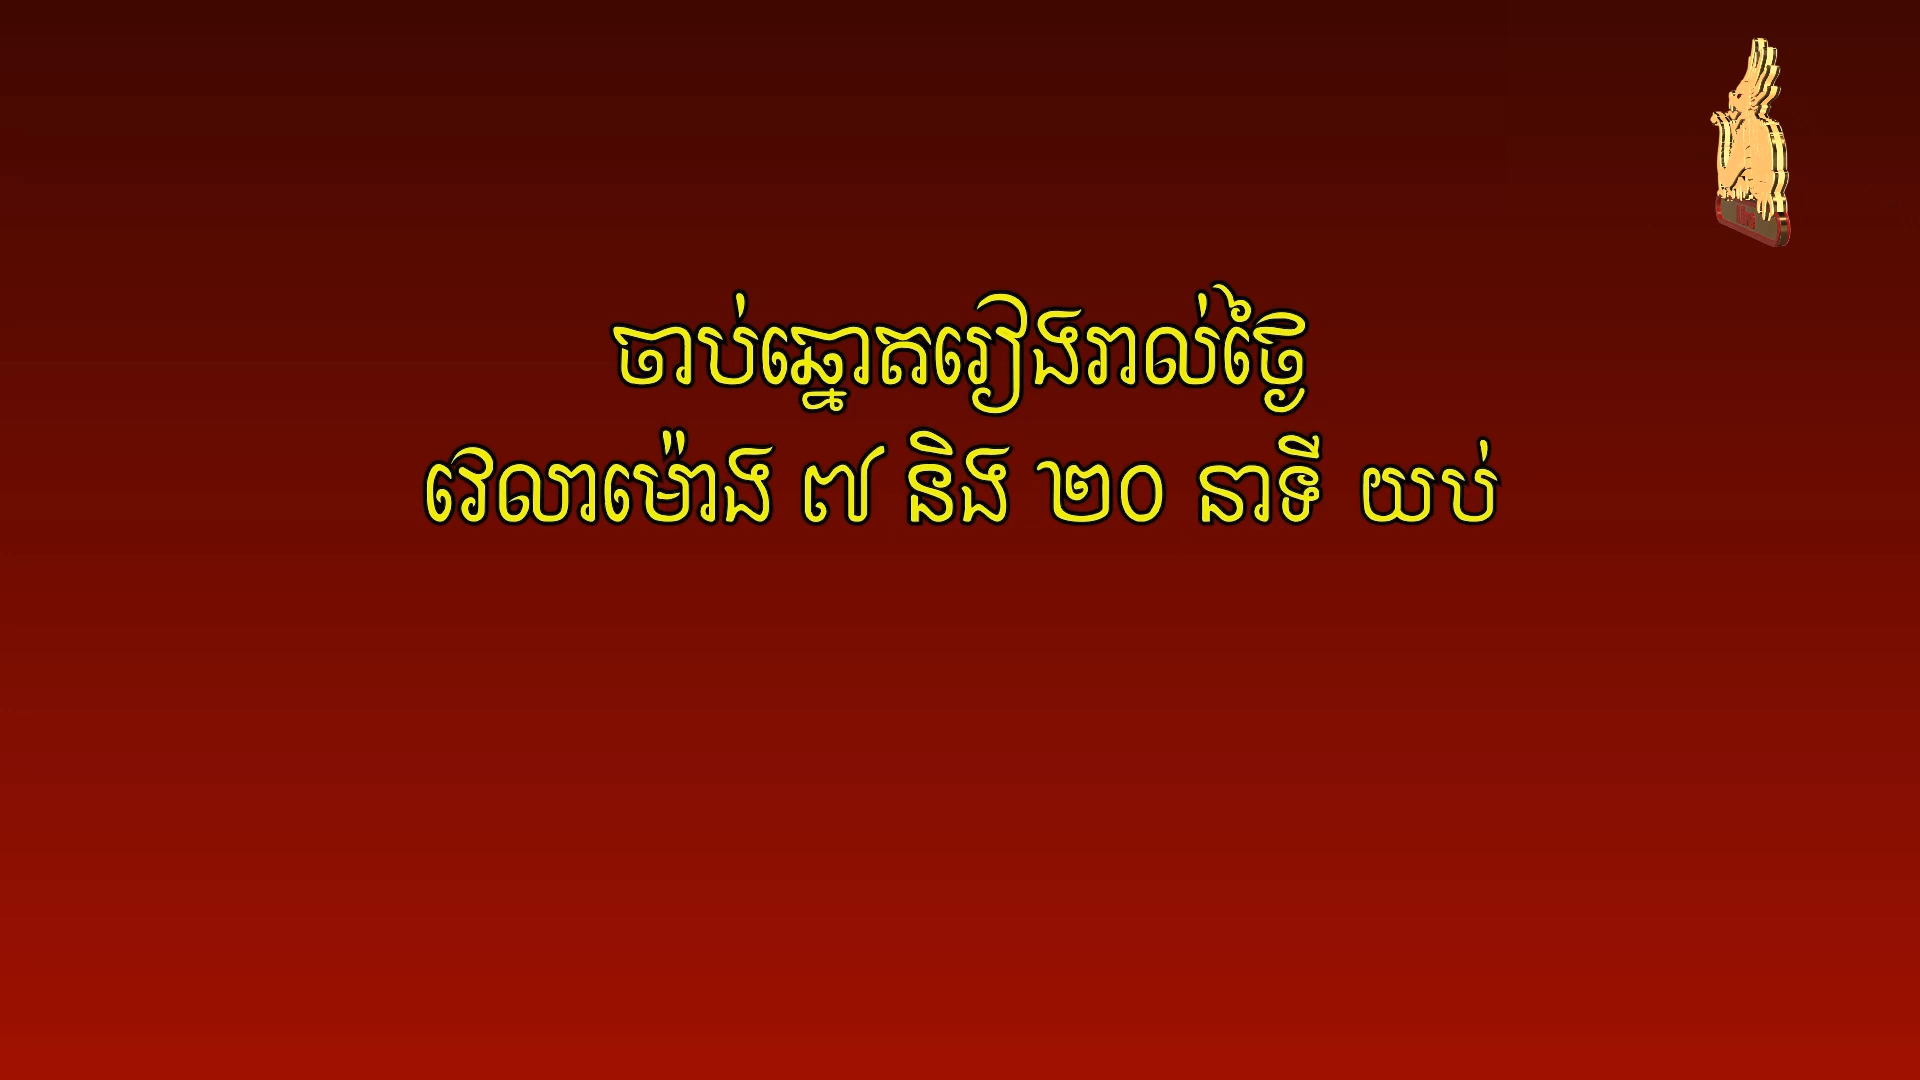 ចាប់ឆ្នោតរៀងរាល់ថ្ងៃ
វេលាម៉ោង ៧ និង ២០ នាទី យប់